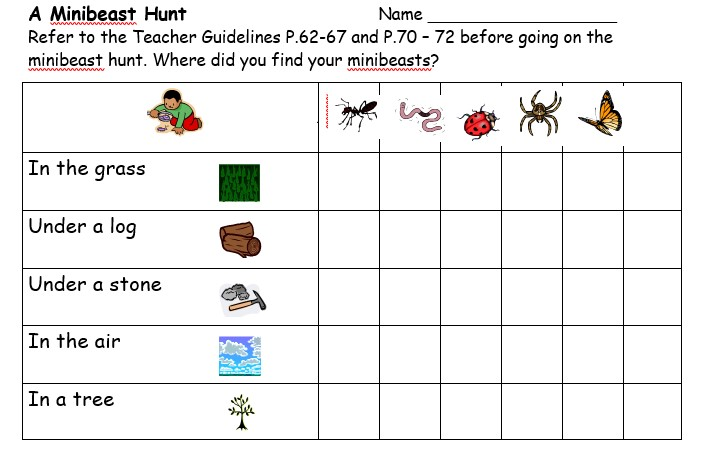 A Minibeast Hunt Name ____________________
Refer to the Teacher Guidelines P.62-67 and P.70 – 72 before going on the
minibeast hunt. Where did you find your minibeasts?
In the grass
Under a log
Under a stone
In the air
In a tree